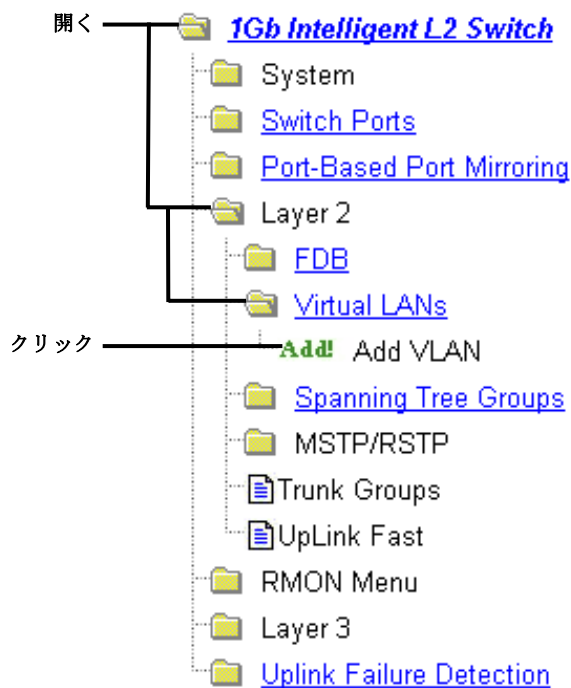 開く
1Gb Intelligent L2 Switch
System
Switch Ports
Port-Based Port Mirroring
Layer 2
FDB
Virtual LANs
クリック
Add! Add VLAN
Spanning Tree Groups
MSTP/RSTP
Trunk Groups
UpLink Fast
RMON Menu
Layer 3
Uplink Failure Detection